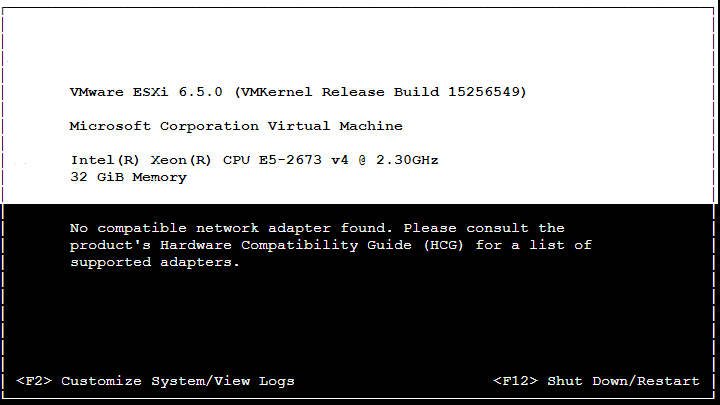 VMware ESXi 6.5.0 (VMKernel Release Build 15256549)
Microsoft Corporation Virtual Machine
Intel(R) Xeon(R) CPU E5-2673 v4 @ 2.30GHz
32 GiB Memory
No compatible network adapter found. Please consult the
product's Hardware Compatibility Guide (HCG) for a list of
supported adapters.
<F2> Customize System/View Logs <F12> Shut Down/Restart